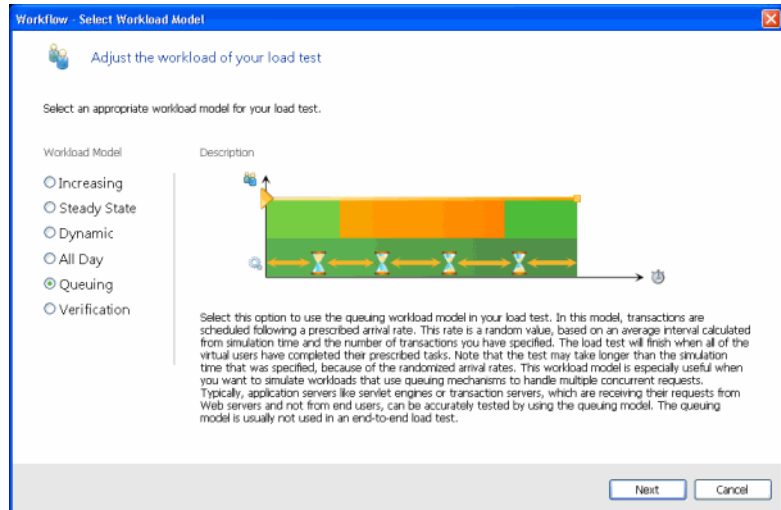 Workflow - Select Workload Model
Adjust the workload of your load test
Select an appropriate workload model for your load test.
Workload Model
Description
Increasing
Steady State
Dynamic
All Day
Queuing
Verification
Select this option to use the queuing workload model in your load test. In this model, transactions are
scheduled following a prescribed arrival rate. This rate is a random value, based on an average interval calculated
from simulation time and the number of transactions you have specified. The load test will finish when all of the
virtual users have completed their prescribed tasks. Note that the test may take longer than the simulation
time that was specified, because of the randomized arrival rates. This workload model is especially useful when
you want to simulate workloads that use queuing mechanisms to handle multiple concurrent requests.
Typically, application servers like servlet engines or transaction servers, which are receiving their requests from
Web servers and not from end users, can be accurately tested by using the queuing model. The queuing
model is usually not used in an end-to-end load test.
Next
Cancel